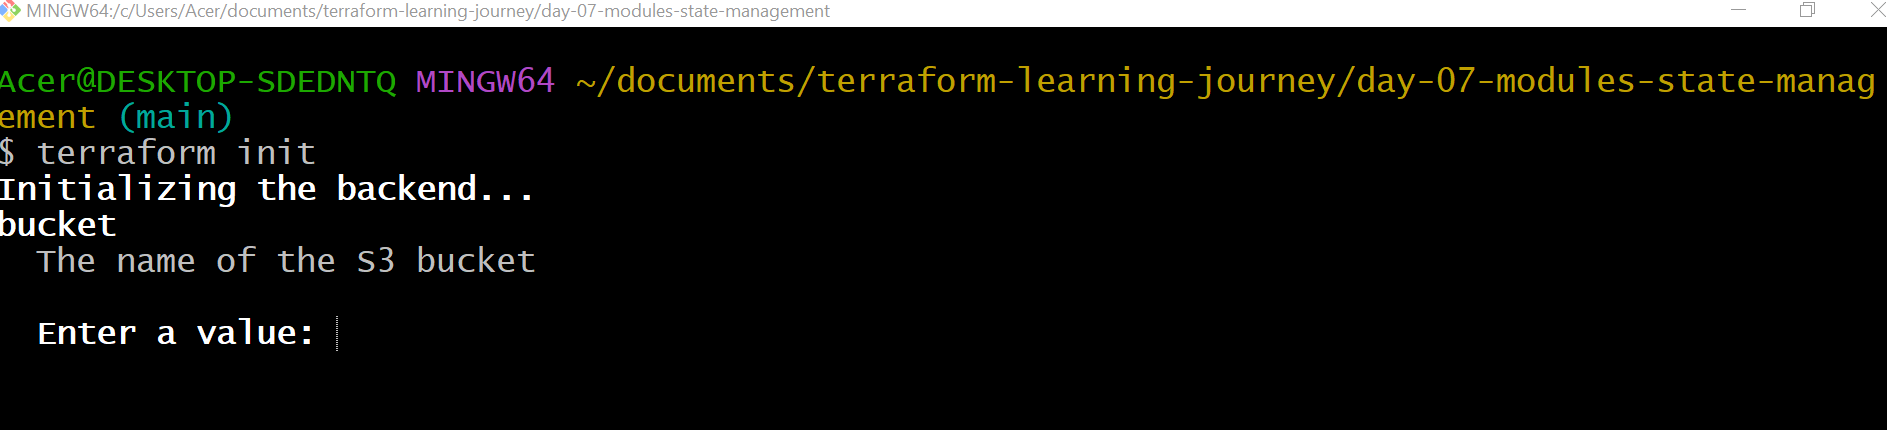 MINGW64:/c/Users/Acer/documents/terraform-learning-journey/day-07-modules-state-management
Acer@DESKTOP-SDEDNTQ MINGW64 ~/documents/terraform-learning-journey/day-07-modules-state-manag
ement (main)
$ terraform init
Initializing the backend...
bucket
The name of the S3 bucket
Enter a value: